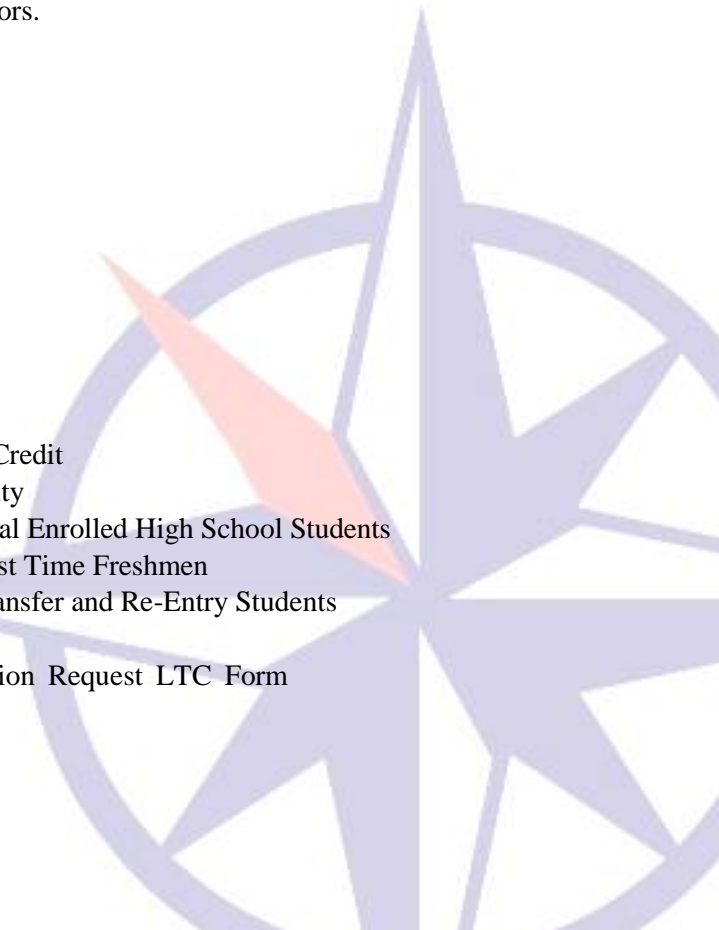 ors.
Credit
ity
al Enrolled High School Students
st Time Freshmen
ansfer and Re-Entry Students
ion Request LTC Form